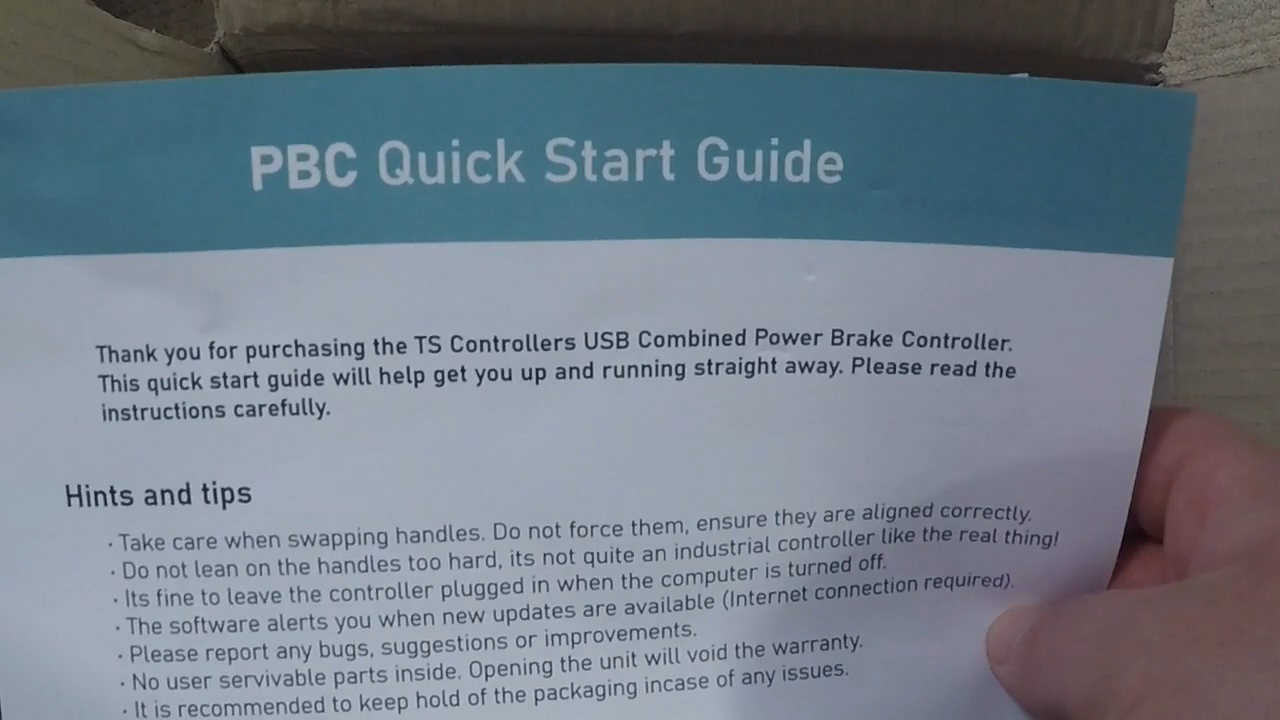 PBC Quick Start Guide
Thank you for purchasing the TS Controllers USB Combined Power Brake Controller.
This quick start guide will help get you up and running straight away. Please read the
instructions carefully.
Hints and tips
· Take care when swapping handles. Do not force them, ensure they are aligned correctly.
· Do not lean on the handles too hard, its not quite an industrial controller like the real thing!
· Its fine to leave the controller plugged in when the computer is turned off.
· The software alerts you when new updates are available (Internet connection required).
· Please report any bugs, suggestions or improvements.
· No user servivable parts inside. Opening the unit will void the warranty.
· It is recommended to keep hold of the packaging incase of any issues.